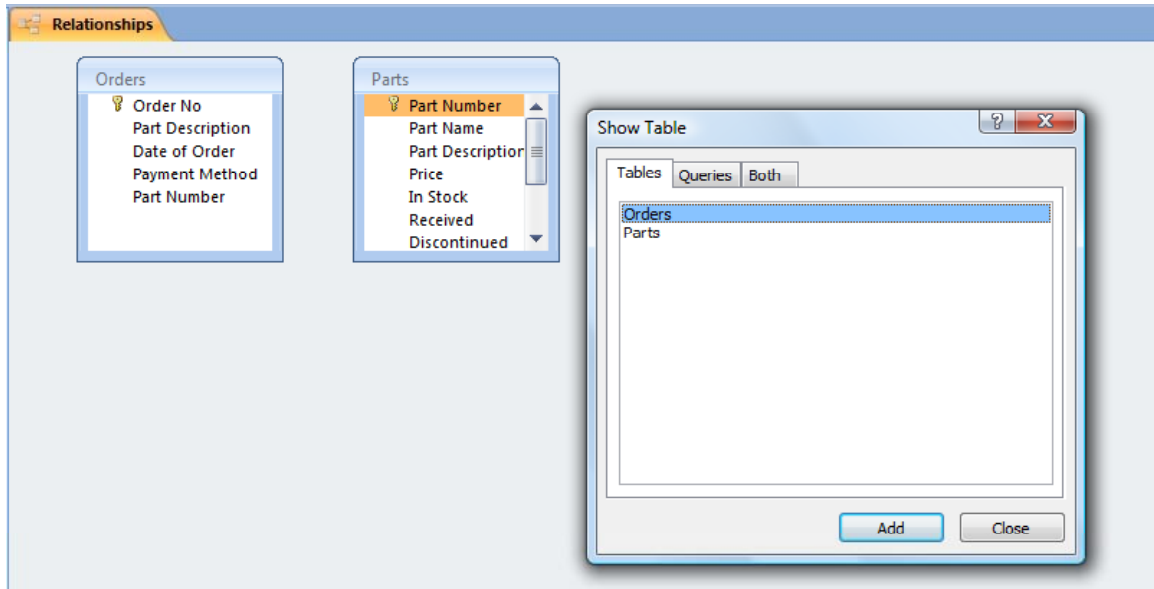 Relationships
Orders
Order No
Part Description
Date of Order
Payment Method
Part Number
Parts
Part Number
Part Name
Part Description
Price
In Stock
Received
Discontinued
Show Table
?
X
Tables
Queries
Both
Orders
Parts
Add
Close